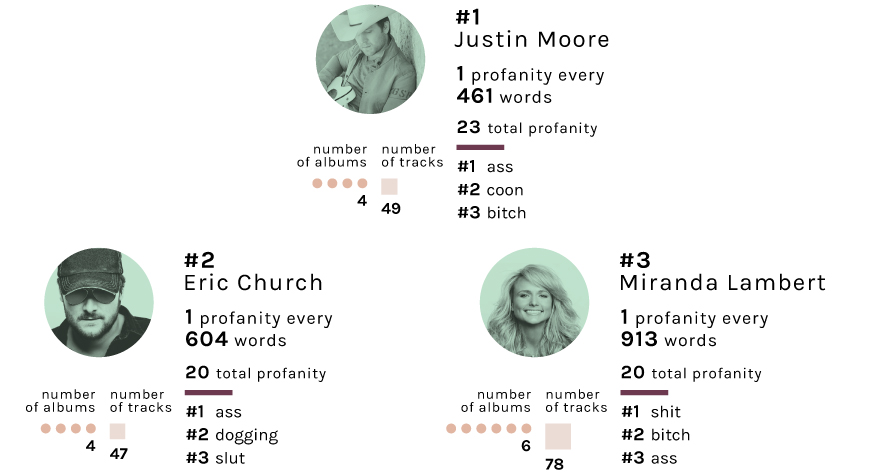 #1
Justin Moore
1 profanity every
461 words
23 total profanity
number
of albums
number
of tracks
4
49
#1 ass
#2 coon
#3 bitch
#2
Eric Church
1 profanity every
604 words
20 total profanity
number
of albums
number
of tracks
4
47
#1 ass
#2 dogging
#3 slut
#3
Miranda Lambert
1 profanity every
913 words
20 total profanity
number
of albums
number
of tracks
6
78
#1 shit
#2 bitch
#3 ass